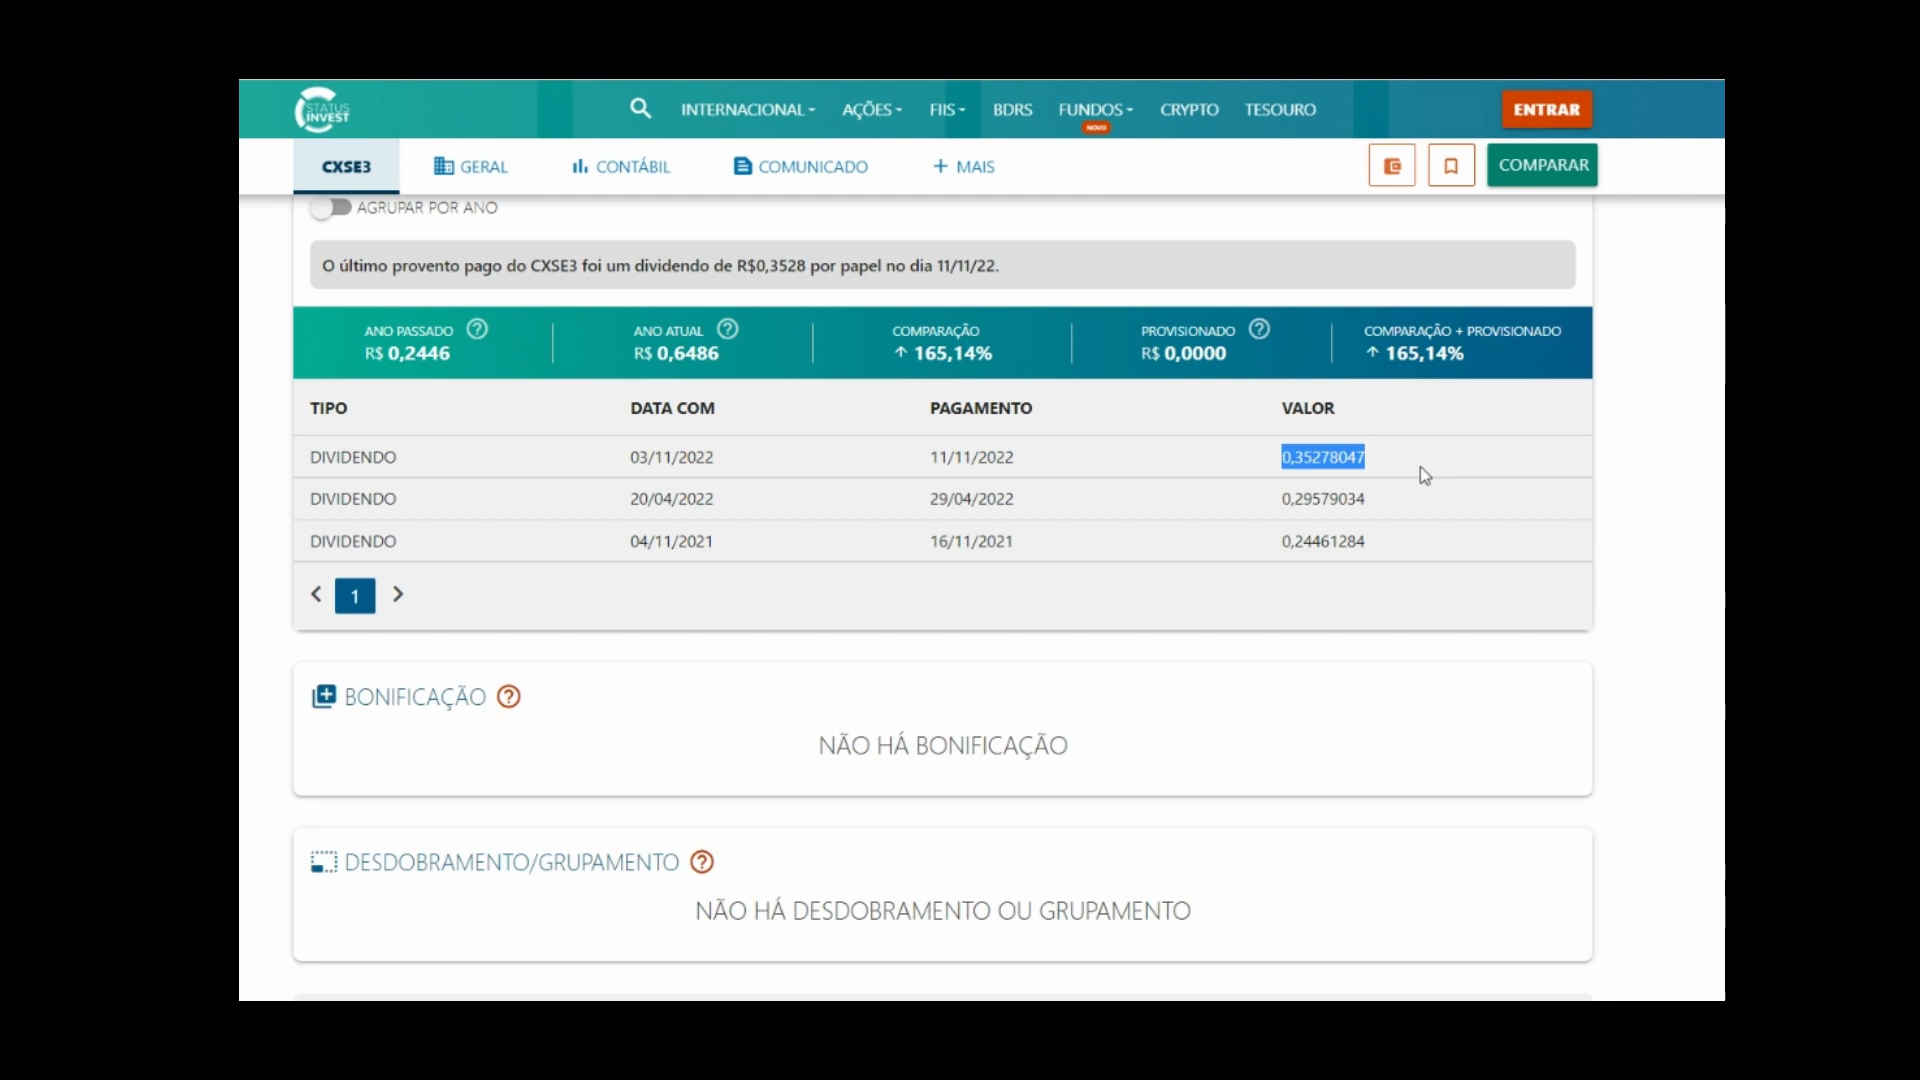 STATUS
INVEST
INTERNACIONAL AÇÕES FIIS BDRS FUNDOS CRYPTO TESOURO ENTRAR
NOVO
CXSE3 GERAL CONTÁBIL COMUNICADO + MAIS COMPARAR
AGRUPAR POR ANO
O último provento pago do CXSE3 foi um dividendo de R$0,3528 por papel no dia 11/11/22.
ANO PASSADO ANO ATUAL COMPARAÇÃO PROVISIONADO COMPARAÇÃO + PROVISIONADO
R$ 0,2446 R$ 0,6486 ↑ 165,14% R$ 0,0000 ↑ 165,14%
TIPO DATA COM PAGAMENTO VALOR
DIVIDENDO 03/11/2022 11/11/2022 0,35278047
DIVIDENDO 20/04/2022 29/04/2022 0,29579034
DIVIDENDO 04/11/2021 16/11/2021 0,24461284
1
BONIFICAÇÃO
NÃO HÁ BONIFICAÇÃO
DESDOBRAMENTO/GRUPAMENTO
NÃO HÁ DESDOBRAMENTO OU GRUPAMENTO